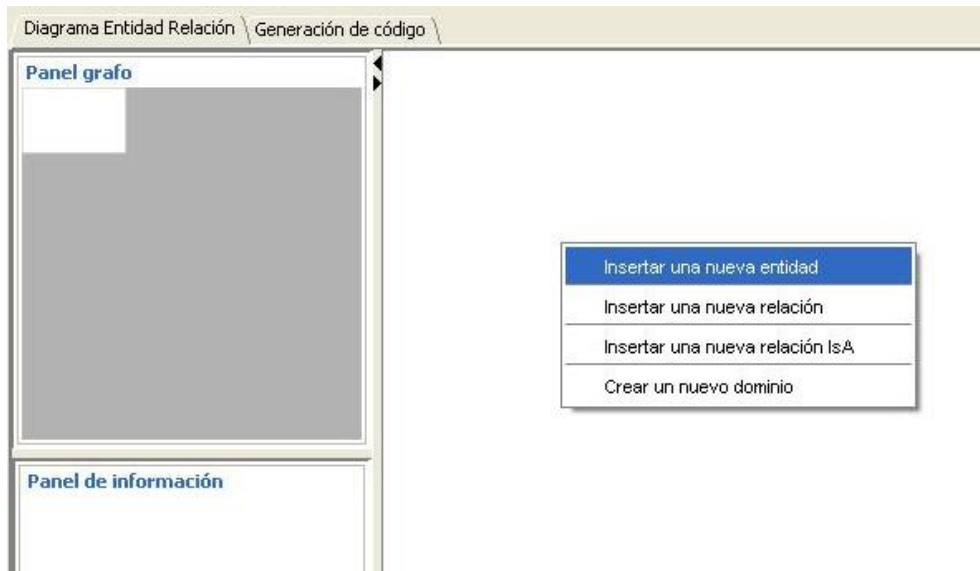 Diagrama Entidad Relación Generación de código
Panel grafo
Insertar una nueva entidad
Insertar una nueva relación
Insertar una nueva relación IsA
Crear un nuevo dominio
Panel de información